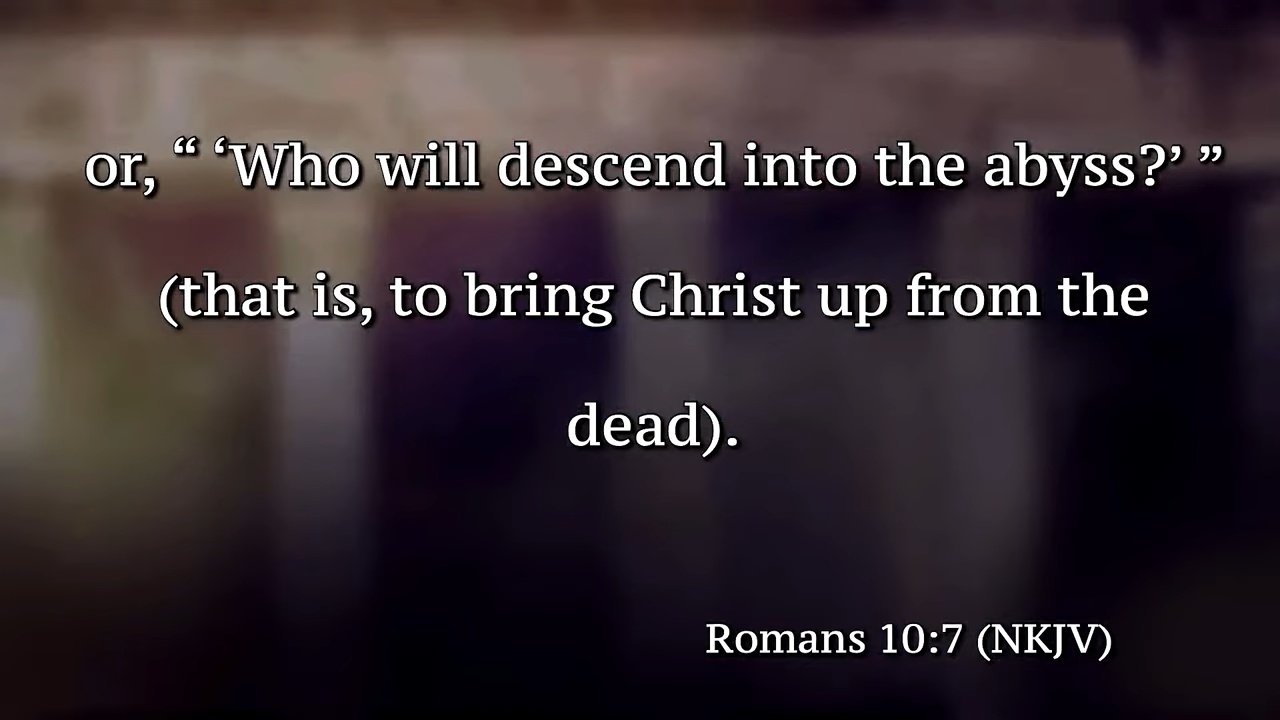 or, “ ‘Who will descend into the abyss?’ ”
(that is, to bring Christ up from the
dead).
Romans 10:7 (NKJV)